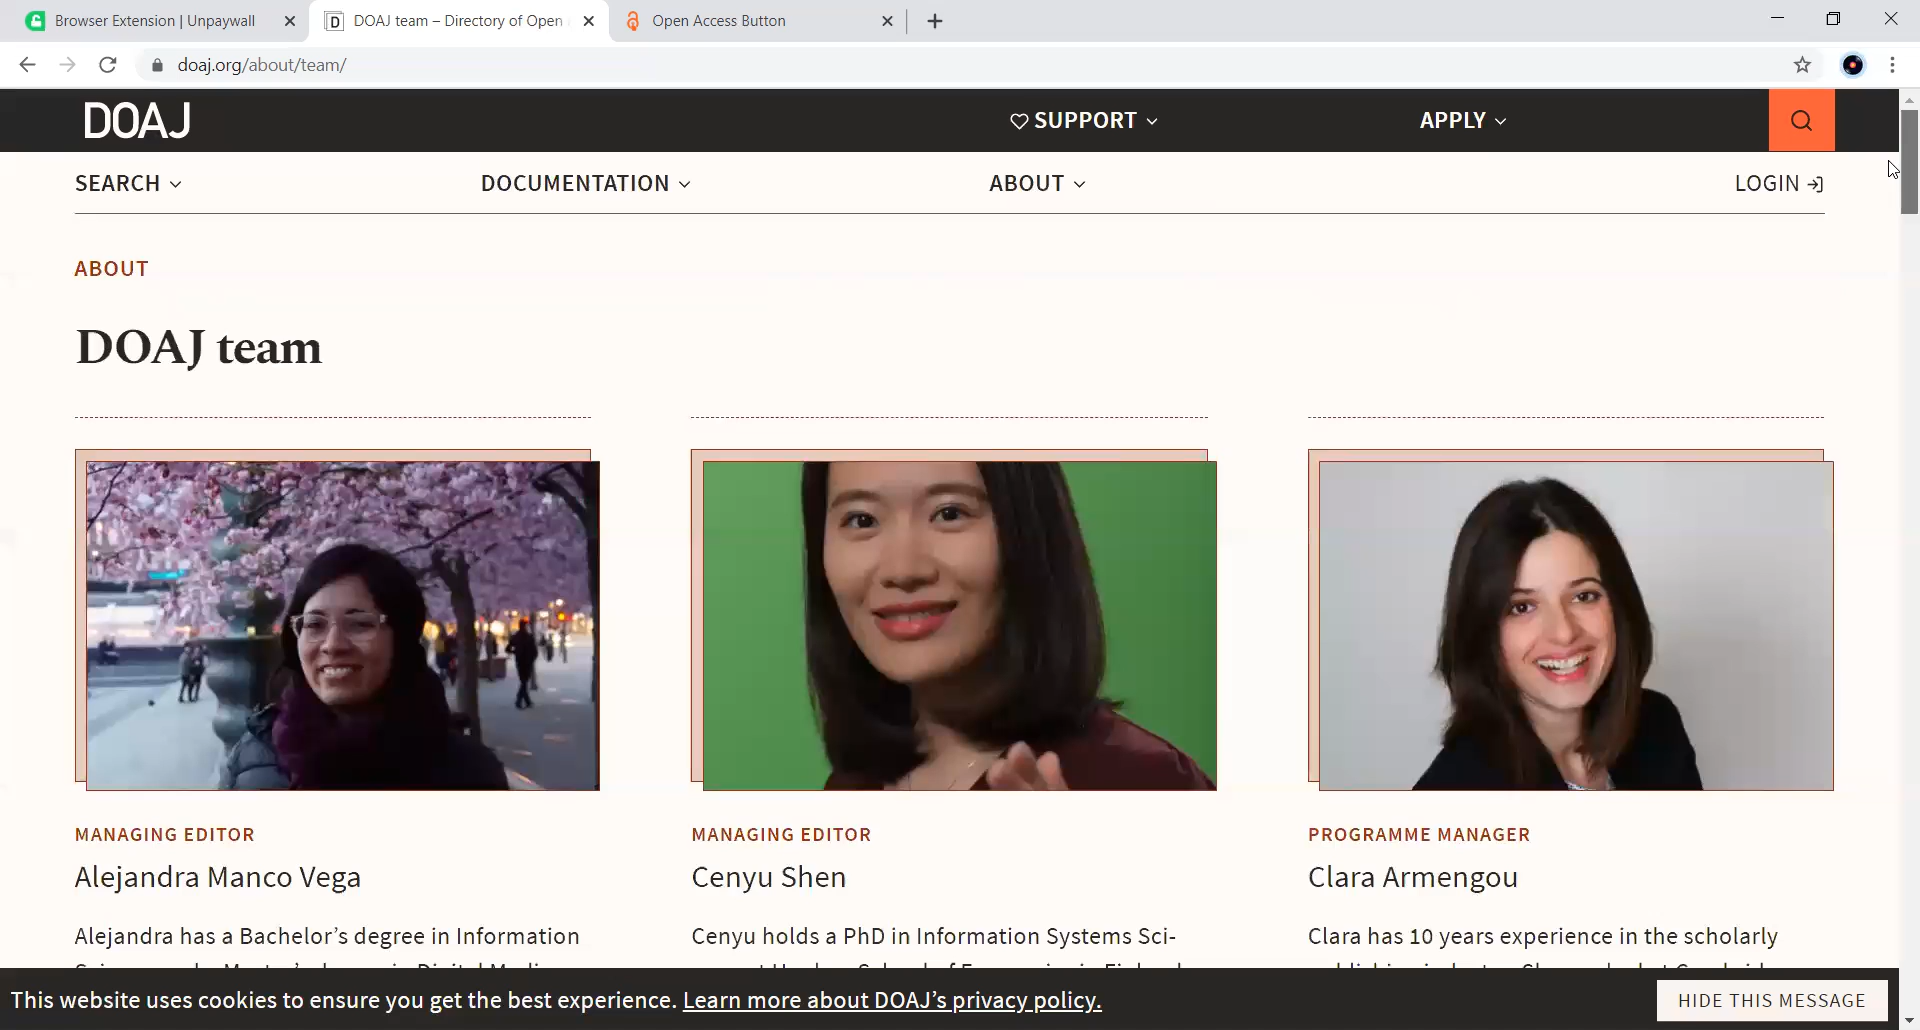 Browser Extension | Unpaywall
DOAJ team – Directory of Open
Open Access Button
doaj.org/about/team/
DOAJ
SUPPORT
APPLY
SEARCH
DOCUMENTATION
ABOUT
LOGIN
ABOUT
DOAJ team
MANAGING EDITOR
Alejandra Manco Vega
Alejandra has a Bachelor’s degree in Information
MANAGING EDITOR
Cenyu Shen
Cenyu holds a PhD in Information Systems Sci-
PROGRAMME MANAGER
Clara Armengou
Clara has 10 years experience in the scholarly
This website uses cookies to ensure you get the best experience. Learn more about DOAJ’s privacy policy.
HIDE THIS MESSAGE